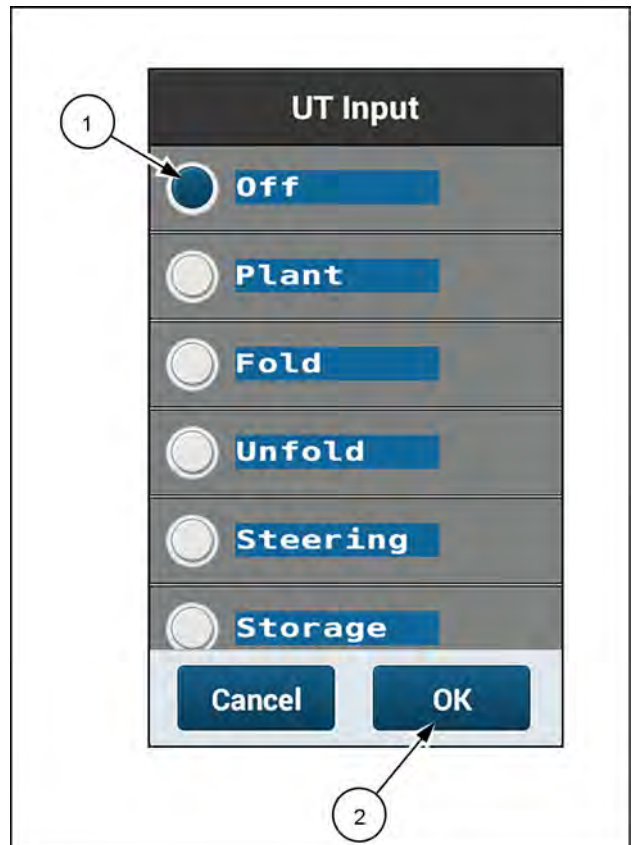 UT Input
1
Off
Plant
Fold
Unfold
Steering
Storage
Cancel OK
2